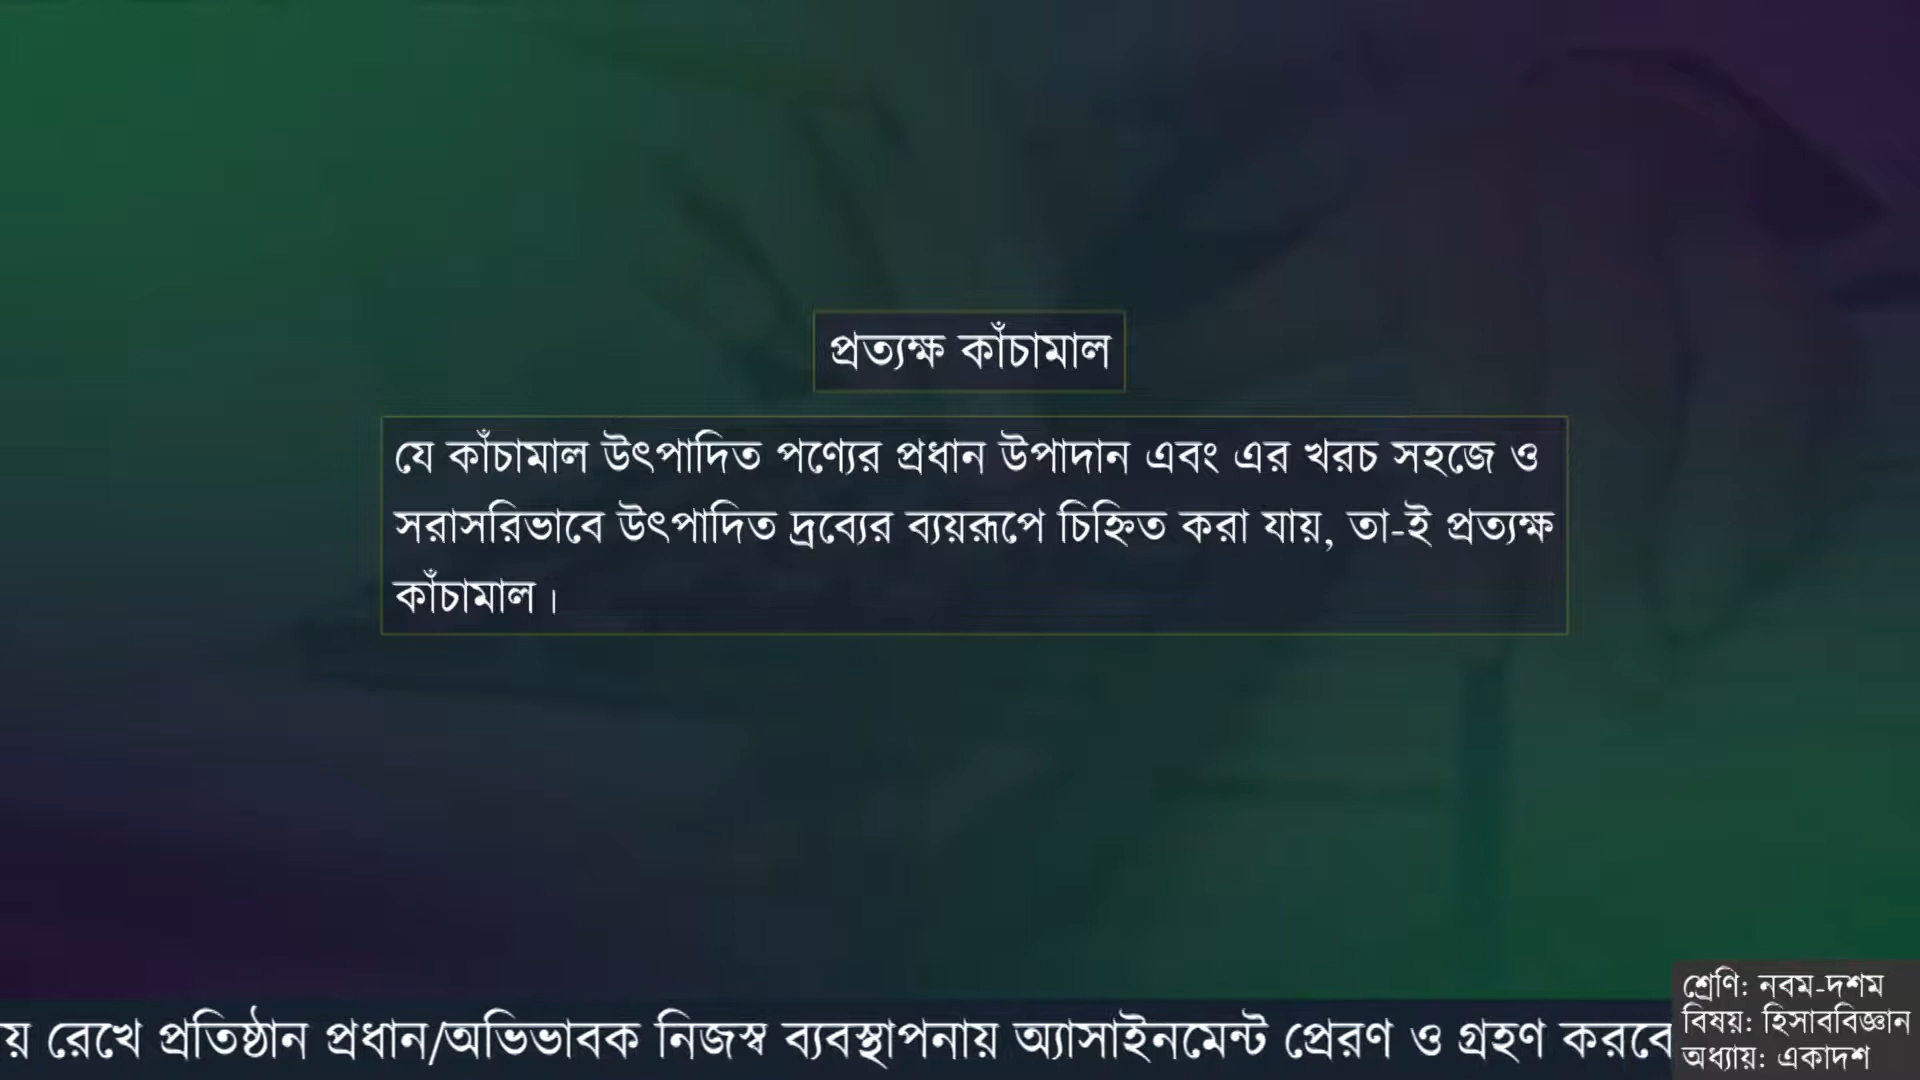 প্রত্যক্ষ কাঁচামাল
যে কাঁচামাল উৎপাদিত পণ্যের প্রধান উপাদান এবং এর খরচ সহজে ও
সরাসরিভাবে উৎপাদিত দ্রব্যের ব্যয়রূপে চিহ্নিত করা যায়, তা-ই প্রত্যক্ষ
কাঁচামাল।
রেখে প্রতিষ্ঠান প্রধান/অভিভাবক নিজস্ব ব্যবস্থাপনায় অ্যাসাইনমেন্ট প্রেরণ ও গ্রহণ করবে
শ্রেণি: নবম-দশম
বিষয়: হিসাববিজ্ঞান
অধ্যায়: একাদশ